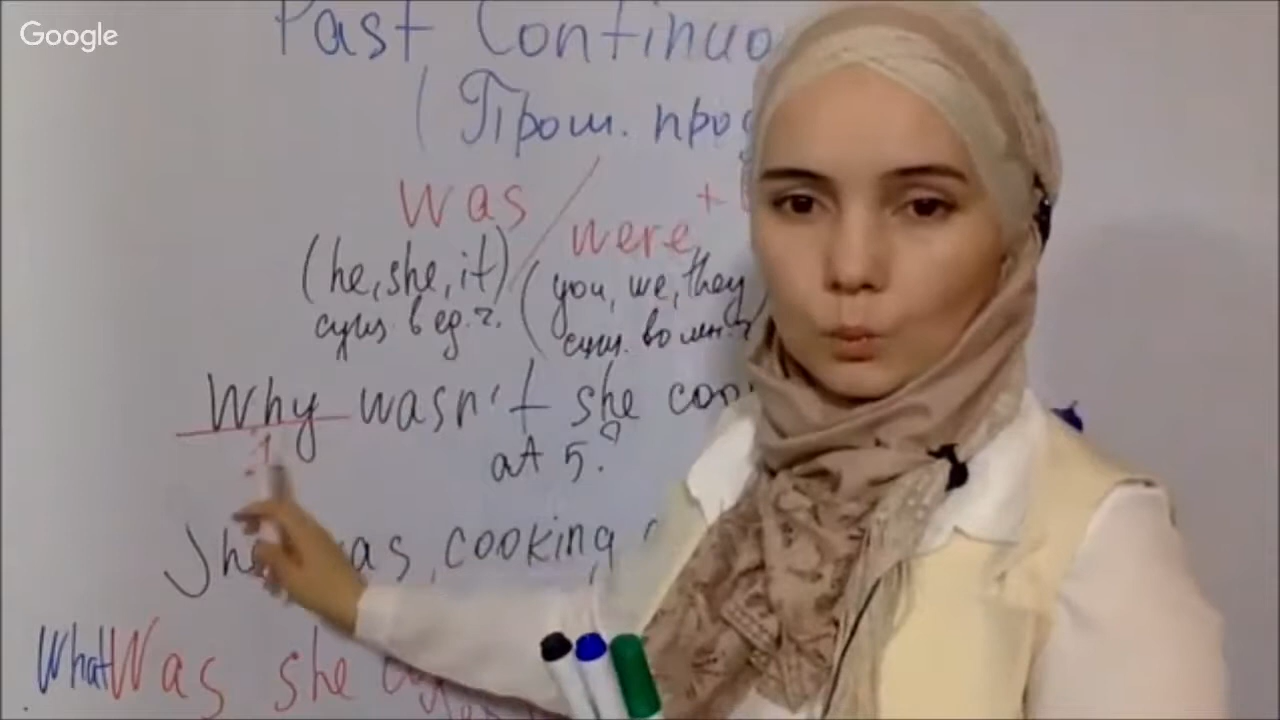 Google
Past Continuo
(Прош. прод
was / were +
(he, she, it) (you, we, they
сущ. в ед. ч. сущ. во мн. ч
Why wasn't she coo
1
at 5?
She was cooking
What Was she